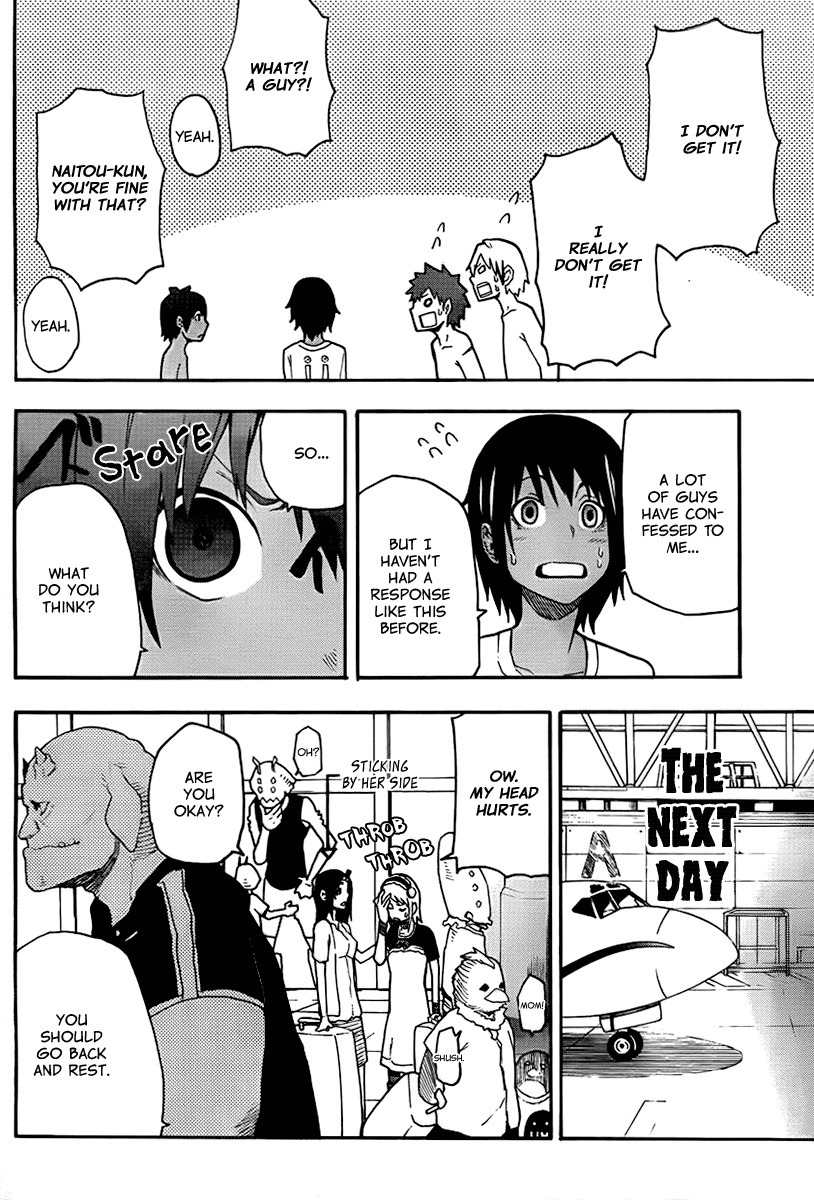 I DON'T
GET IT!
I
REALLY
DON'T GET
IT!
WHAT?!
A GUY?!
YEAH.
NAITOU-KUN,
YOU'RE FINE
WITH THAT?
YEAH.
A LOT
OF GUYS
HAVE CON-
FESSED TO
ME...
BUT I
HAVEN'T
HAD A
RESPONSE
LIKE THIS
BEFORE.
SO...
Stare
WHAT
DO YOU
THINK?
THE
NEXT
DAY
A
OW.
MY HEAD
HURTS.
STICKING
BY HER SIDE
THROB
THROB
OH?
MOM!
SHUSH.
ARE
YOU
OKAY?
YOU
SHOULD
GO BACK
AND REST.